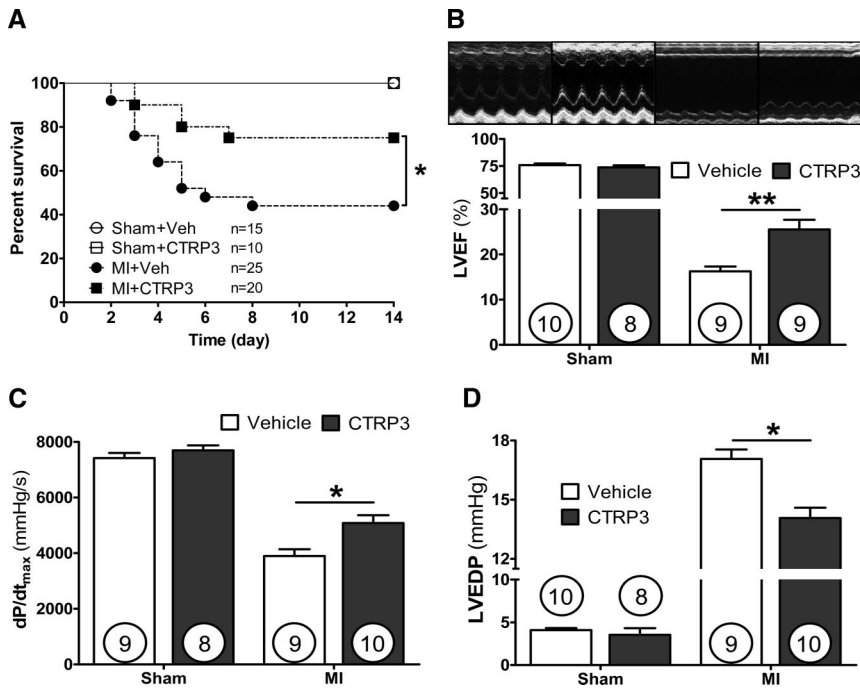 A
Percent survival
100
80
60
40
20
0
Sham+Veh n=15
Sham+CTRP3 n=10
MI+Veh n=25
MI+CTRP3 n=20
*
0 2 4 6 8 10 12 14
Time (day)
B
Vehicle CTRP3
LVEF (%)
100
75
50
30
20
10
0
**
10 8 9 9
Sham MI
C
Vehicle CTRP3
dP/dtmax (mmHg/s)
8000
6000
4000
2000
0
*
9 8 9 10
Sham MI
D
LVEDP (mmHg)
18
15
12
10
5
0
Vehicle
CTRP3
*
10 8 9 10
Sham MI